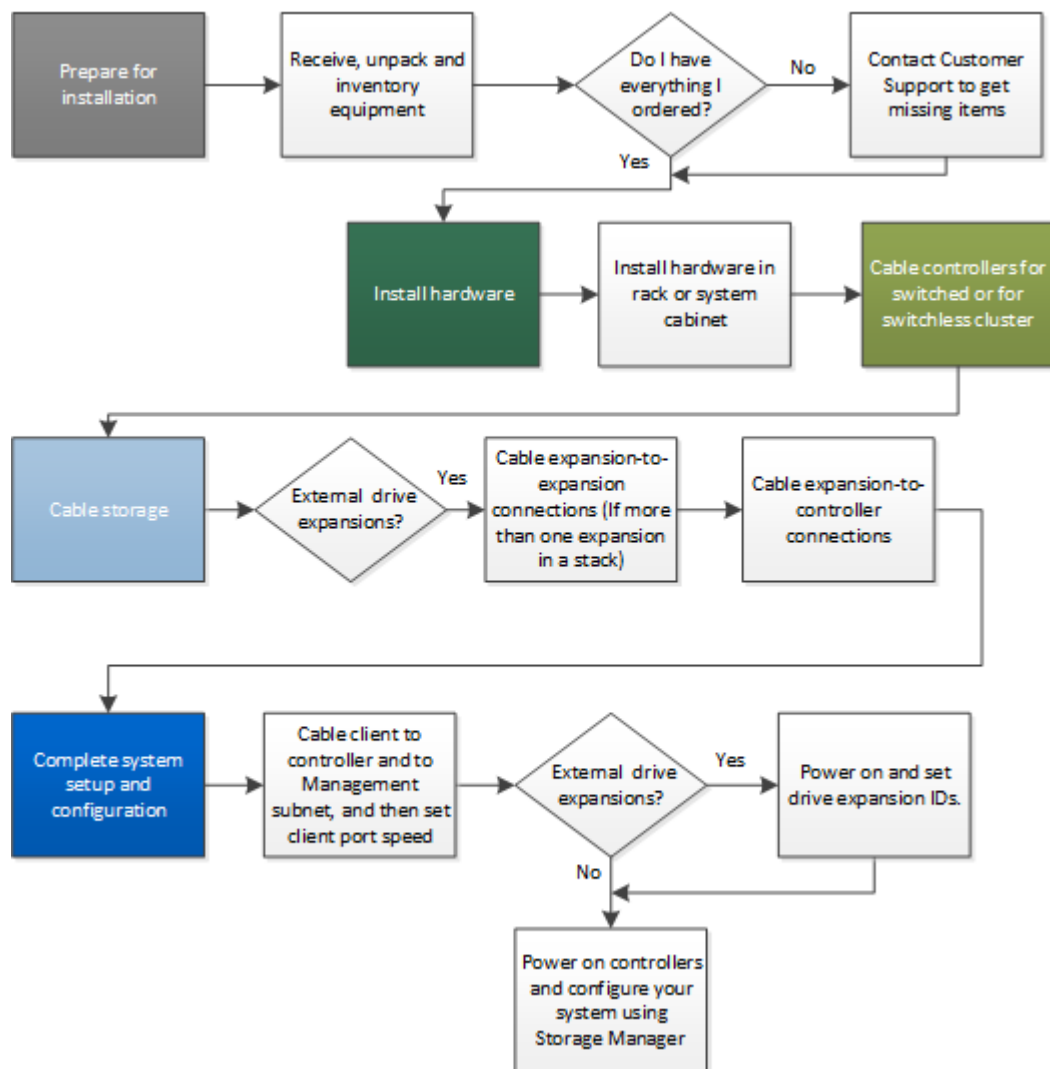 Prepare for
installation
Receive, unpack and
inventory
equipment
Do I have
everything I
ordered?
No
Contact Customer
Support to get
missing items
Yes
Install hardware
Install hardware in
rack or system
cabinet
Cable controllers for
switched or for
switchless cluster
Cable storage
External drive
expansions?
Yes
Cable expansion-to-
expansion
connections (If more
than one expansion
in a stack)
Cable expansion-to-
controller
connections
Complete system
setup and
configuration
Cable client to
controller and to
Management
subnet, and then set
client port speed
External drive
expansions?
Yes
Power on and set
drive expansion IDs.
No
Power on controllers
and configure your
system using
Storage Manager